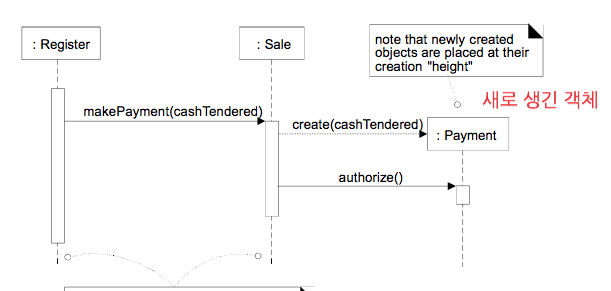 : Register
: Sale
note that newly created
objects are placed at their
creation "height"
새로 생긴 객체
makePayment(cashTendered)
create(cashTendered)
: Payment
authorize()